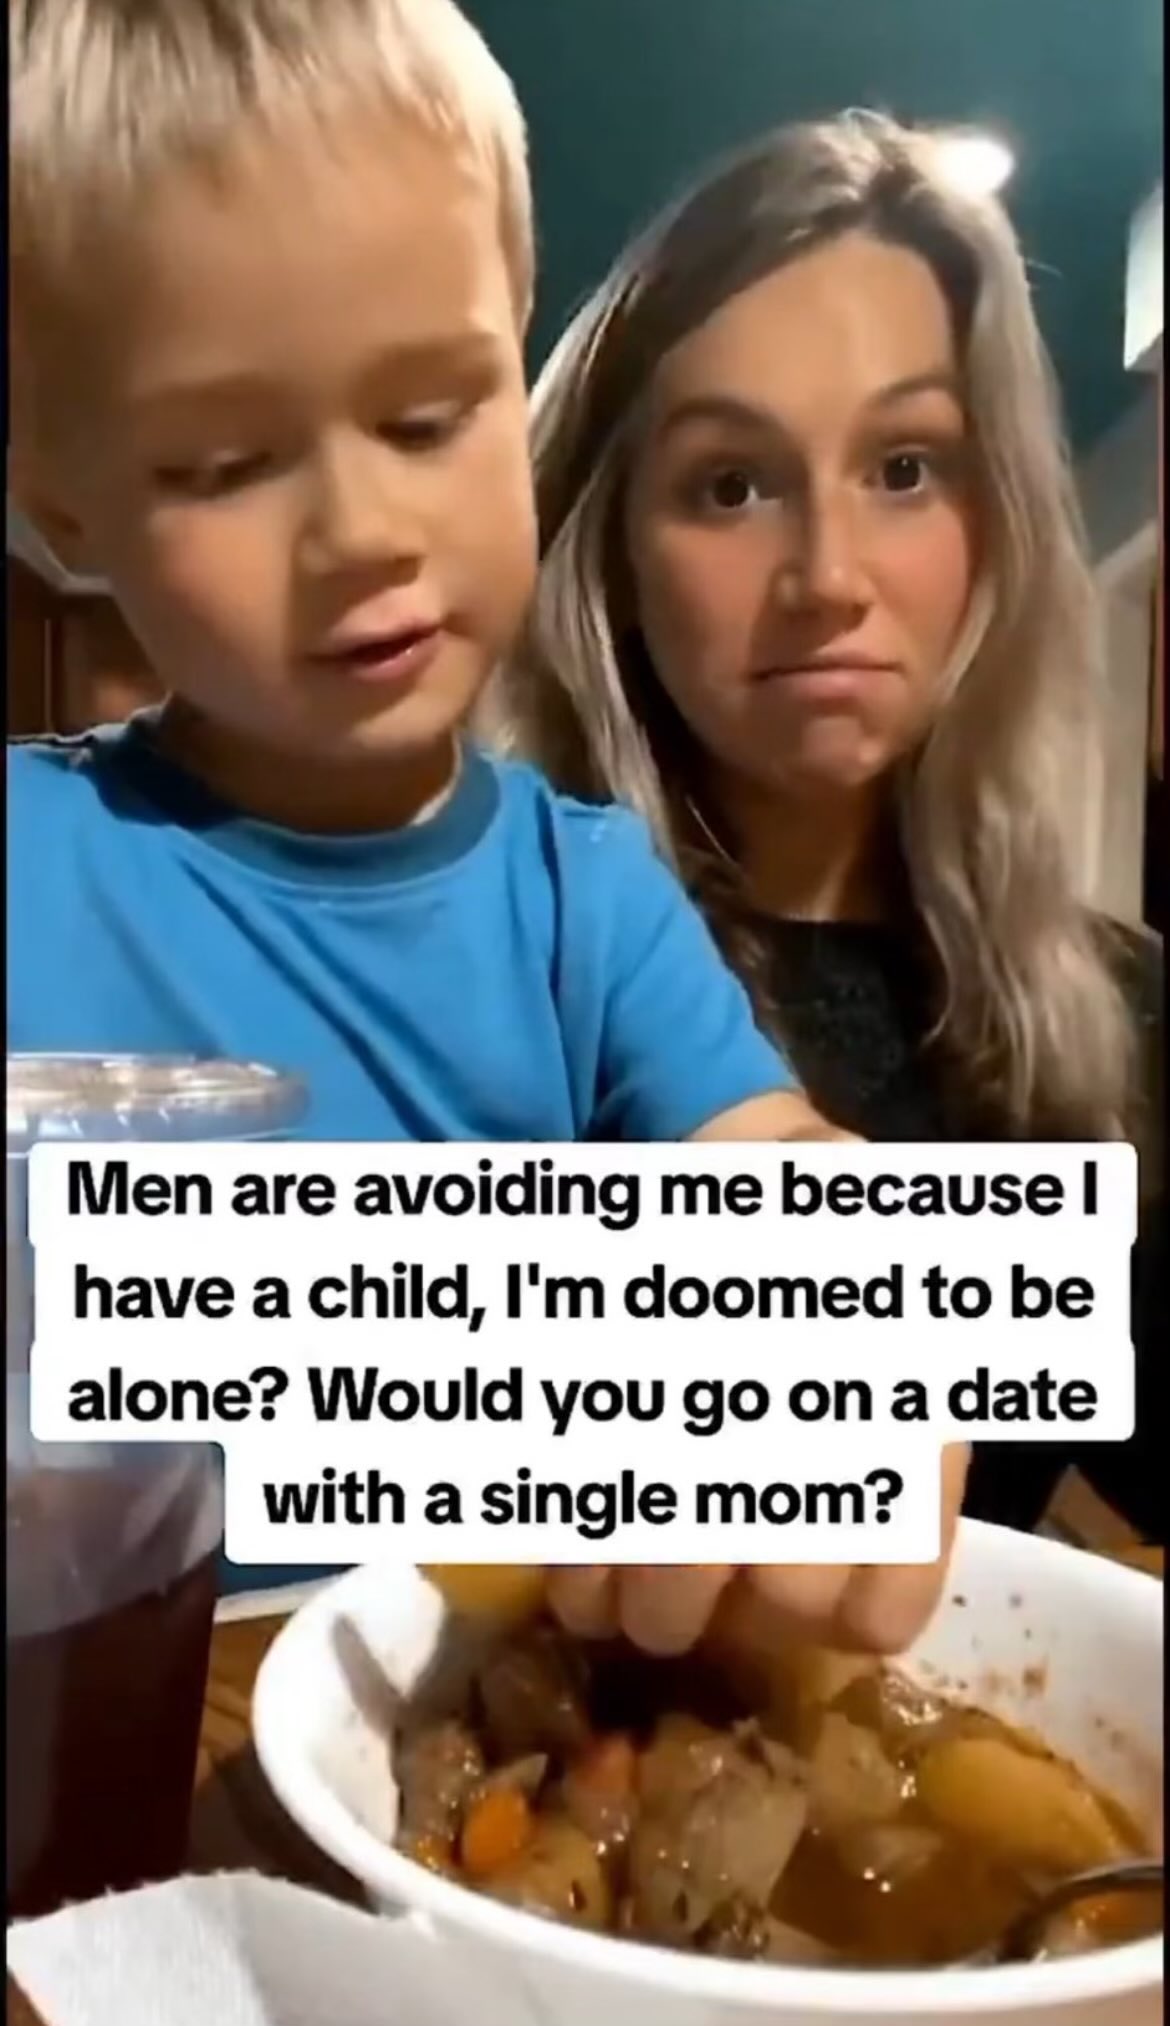 Men are avoiding me because I
have a child, I'm doomed to be
alone? Would you go on a date
with a single mom?